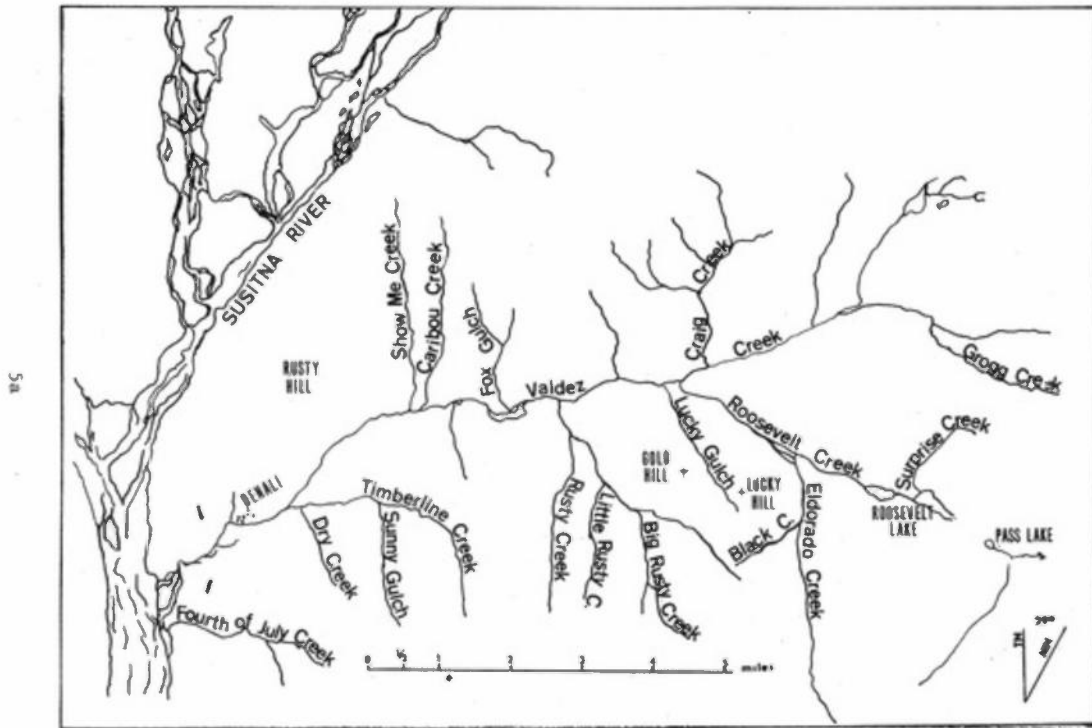 5a
SUSITNA RIVER
RUSTY
HILL
Show Me Creek
Caribou Creek
Fox Gulch
Valdez
Creek
Craig Creek
Grogg Creek
Lucky Gulch
Roosevelt Creek
Surprise Creek
GOLD
HILL
LUCKY
HILL
ROOSEVELT
LAKE
PASS LAKE
Eldorado Creek
Black C.
DENALI
Timberline Creek
Dry Creek
Sunny Gulch
Rusty Creek
Little Rusty C.
Big Rusty Creek
Fourth of July Creek
0 .5 1 2 3 4 5 miles